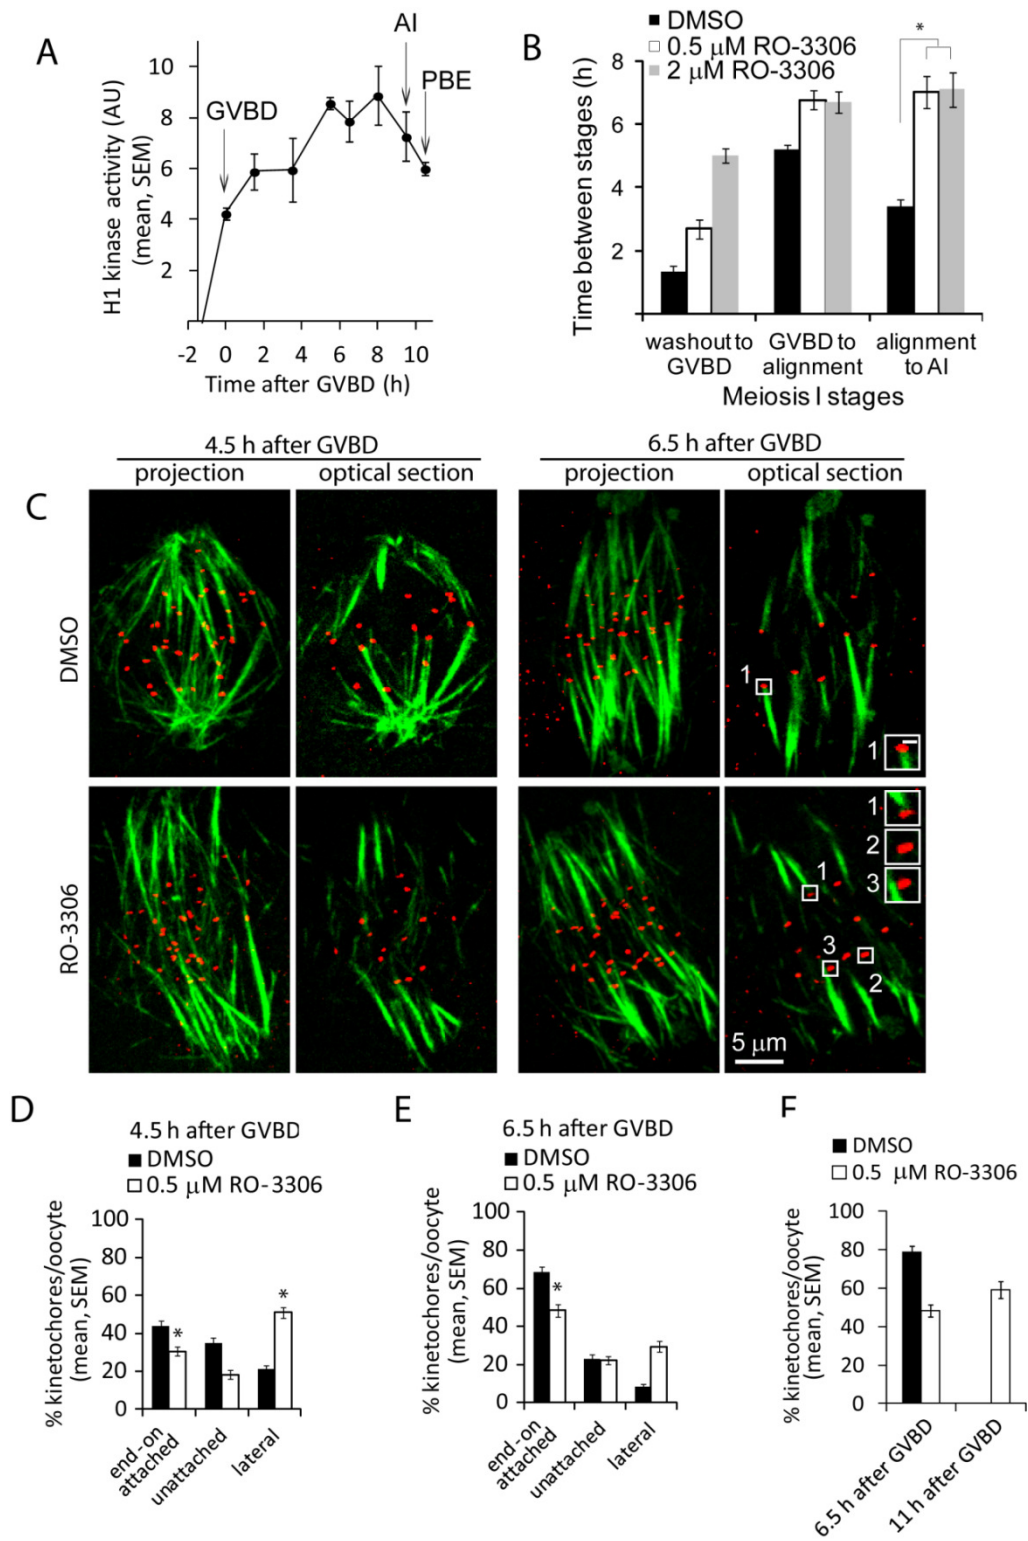 A
H1 kinase activity (AU)
(mean, SEM)
10
8
6
4
2
-2 0 2 4 6 8 10
Time after GVBD (h)
GVBD
AI
PBE
B
DMSO
0.5 μM RO-3306
2 μM RO-3306
*
Time between stages (h)
8
6
4
2
washout to
GVBD
GVBD to
alignment
alignment
to AI
Meiosis I stages
C
4.5 h after GVBD
projection
optical section
6.5 h after GVBD
projection
optical section
DMSO
1
1
RO-3306
1
2
3
1
3
2
5 μm
D
4.5 h after GVBD
DMSO
0.5 μM RO-3306
% kinetochores/oocyte
(mean, SEM)
100
80
60
40
20
0
*
*
end-on
attached
unattached
lateral
E
6.5 h after GVBD
DMSO
0.5 μM RO-3306
% kinetochores/oocyte
(mean, SEM)
100
80
60
40
20
0
*
end-on
attached
unattached
lateral
F
DMSO
0.5 μM RO-3306
% kinetochores/oocyte
(mean, SEM)
100
80
60
40
20
0
6.5 h after GVBD
11 h after GVBD